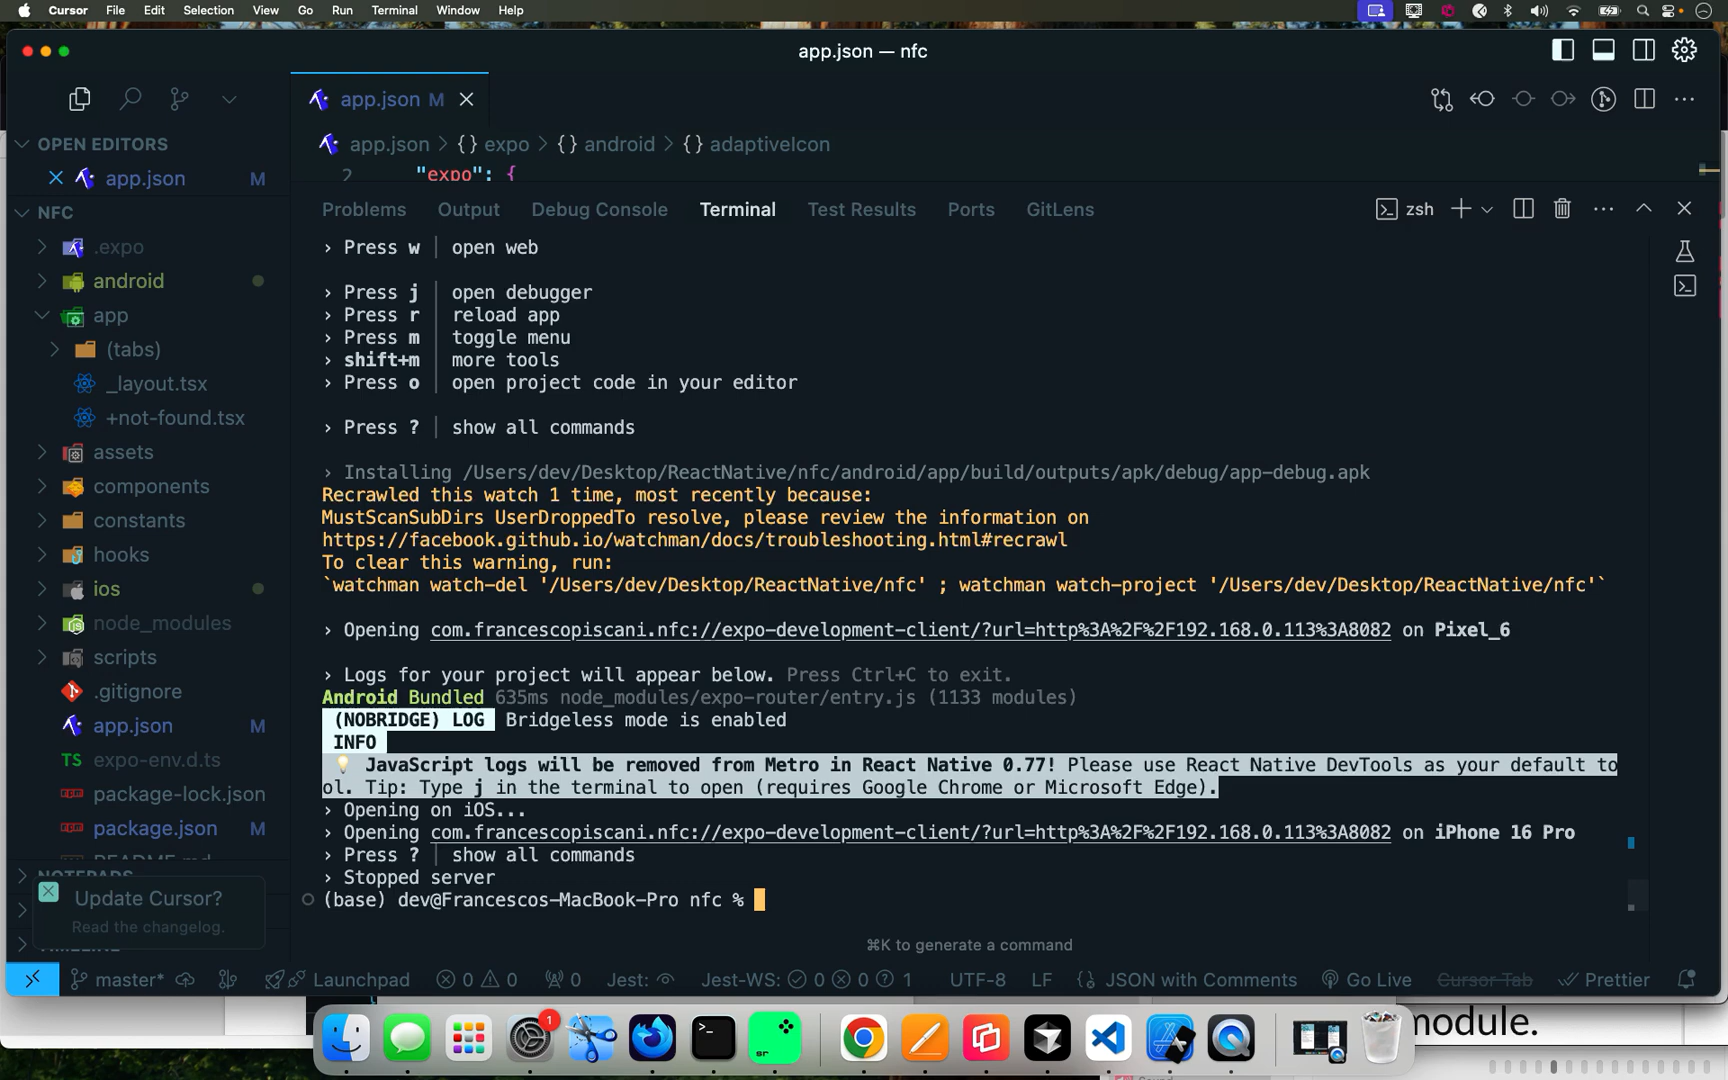 Cursor File Edit Selection View Go Run Terminal Window Help
app.json — nfc
app.json M
OPEN EDITORS
app.json > {} expo > {} android > {} adaptiveIcon
app.json M
2 "expo": {
NFC
Problems Output Debug Console Terminal Test Results Ports GitLens
zsh
.expo
android
app
(tabs)
_layout.tsx
+not-found.tsx
assets
components
constants
hooks
ios
node_modules
scripts
.gitignore
app.json M
expo-env.d.ts
package-lock.json
package.json M
› Press w │ open web
› Press j │ open debugger
› Press r │ reload app
› Press m │ toggle menu
› shift+m │ more tools
› Press o │ open project code in your editor
› Press ? │ show all commands
› Installing /Users/dev/Desktop/ReactNative/nfc/android/app/build/outputs/apk/debug/app-debug.apk
Recrawled this watch 1 time, most recently because:
MustScanSubDirs UserDroppedTo resolve, please review the information on
https://facebook.github.io/watchman/docs/troubleshooting.html#recrawl
To clear this warning, run:
`watchman watch-del '/Users/dev/Desktop/ReactNative/nfc' ; watchman watch-project '/Users/dev/Desktop/ReactNative/nfc'`
› Opening com.francescopiscani.nfc://expo-development-client/?url=http%3A%2F%2F192.168.0.113%3A8082 on Pixel_6
› Logs for your project will appear below. Press Ctrl+C to exit.
Android Bundled 635ms node_modules/expo-router/entry.js (1133 modules)
(NOBRIDGE) LOG Bridgeless mode is enabled
INFO
💡 JavaScript logs will be removed from Metro in React Native 0.77! Please use React Native DevTools as your default to
ol. Tip: Type j in the terminal to open (requires Google Chrome or Microsoft Edge).
› Opening on iOS...
› Opening com.francescopiscani.nfc://expo-development-client/?url=http%3A%2F%2F192.168.0.113%3A8082 on iPhone 16 Pro
› Press ? │ show all commands
› Stopped server
(base) dev@Francescos-MacBook-Pro nfc %
Update Cursor?
Read the changelog.
⌘K to generate a command
master* Launchpad 0 0 0 Jest: Jest-WS: 0 0 1 UTF-8 LF {} JSON with Comments Go Live Cursor Tab Prettier
1
sr
module.